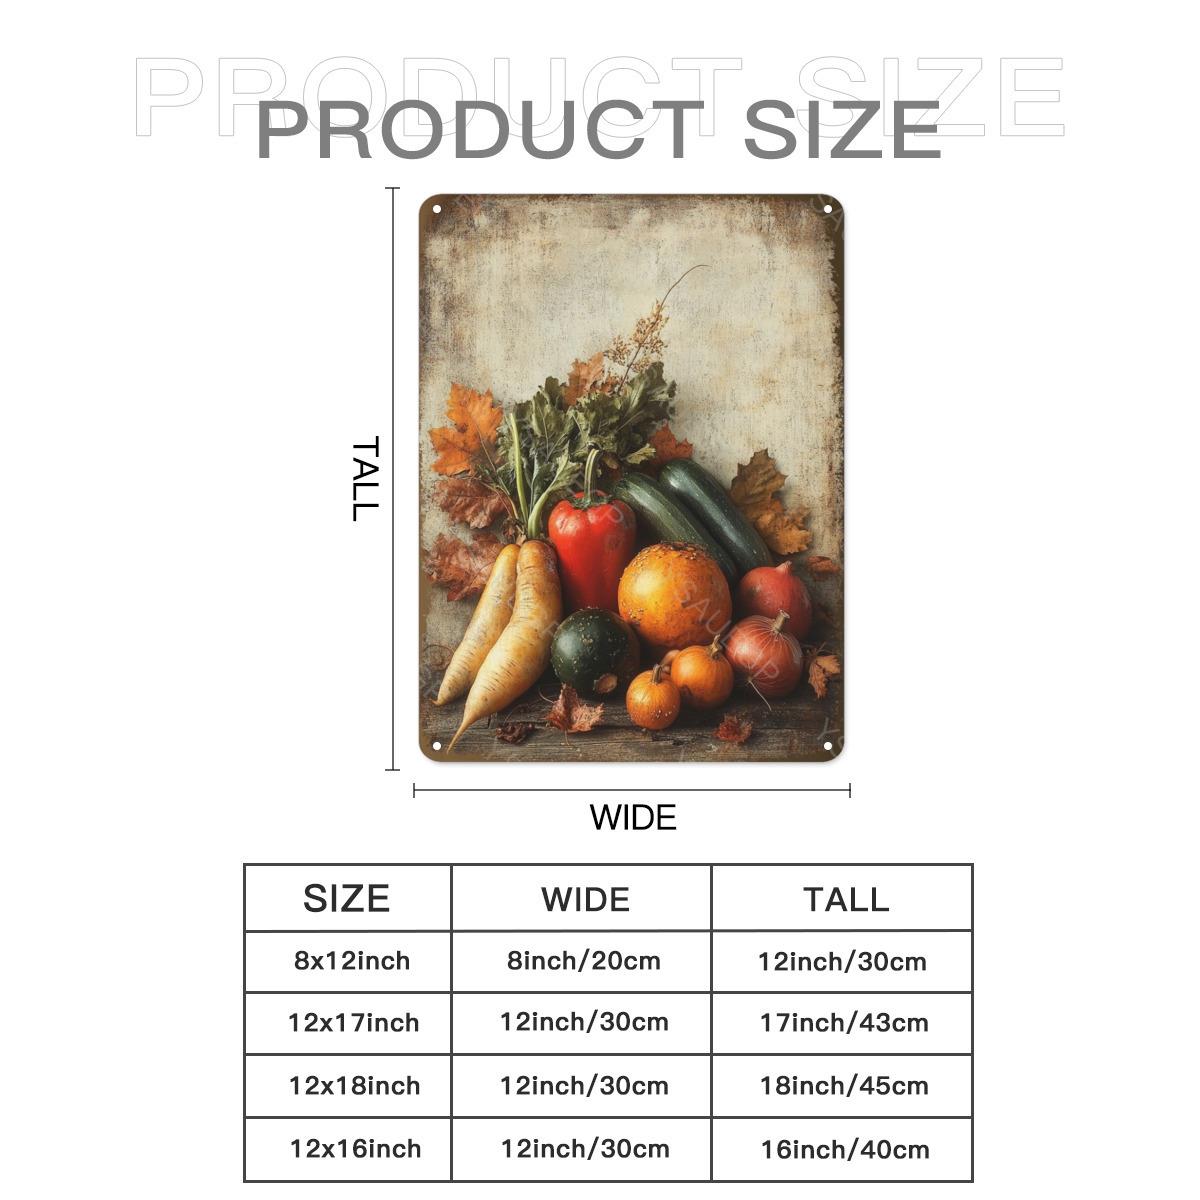 PRODUCT SIZE
PRODUCT SIZE
TALL
WIDE
SIZE WIDE TALL
8x12inch 8inch/20cm 12inch/30cm
12x17inch 12inch/30cm 17inch/43cm
12x18inch 12inch/30cm 18inch/45cm
12x16inch 12inch/30cm 16inch/40cm